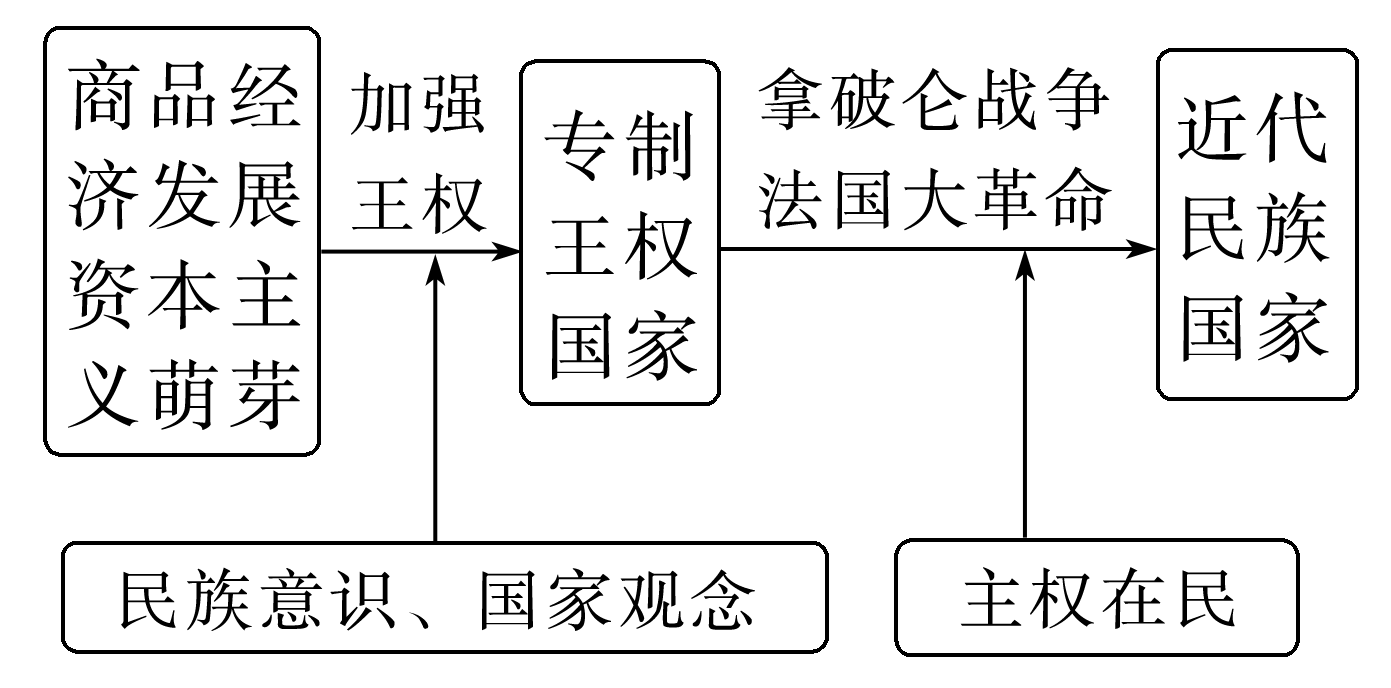 商品经
济发展
资本主
义萌芽
加强
王权
专制
王权
国家
拿破仑战争
法国大革命
近代
民族
国家
民族意识、国家观念
主权在民